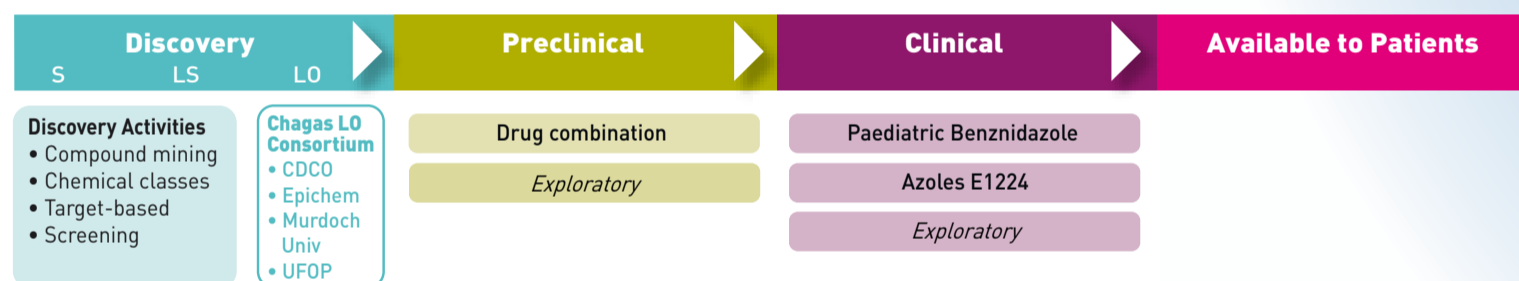 Discovery
S LS LO
Preclinical
Clinical
Available to Patients
Discovery Activities
• Compound mining
• Chemical classes
• Target-based
• Screening
Chagas LO
Consortium
• CDCO
• Epichem
• Murdoch
Univ
• UFOP
Drug combination
Exploratory
Paediatric Benznidazole
Azoles E1224
Exploratory